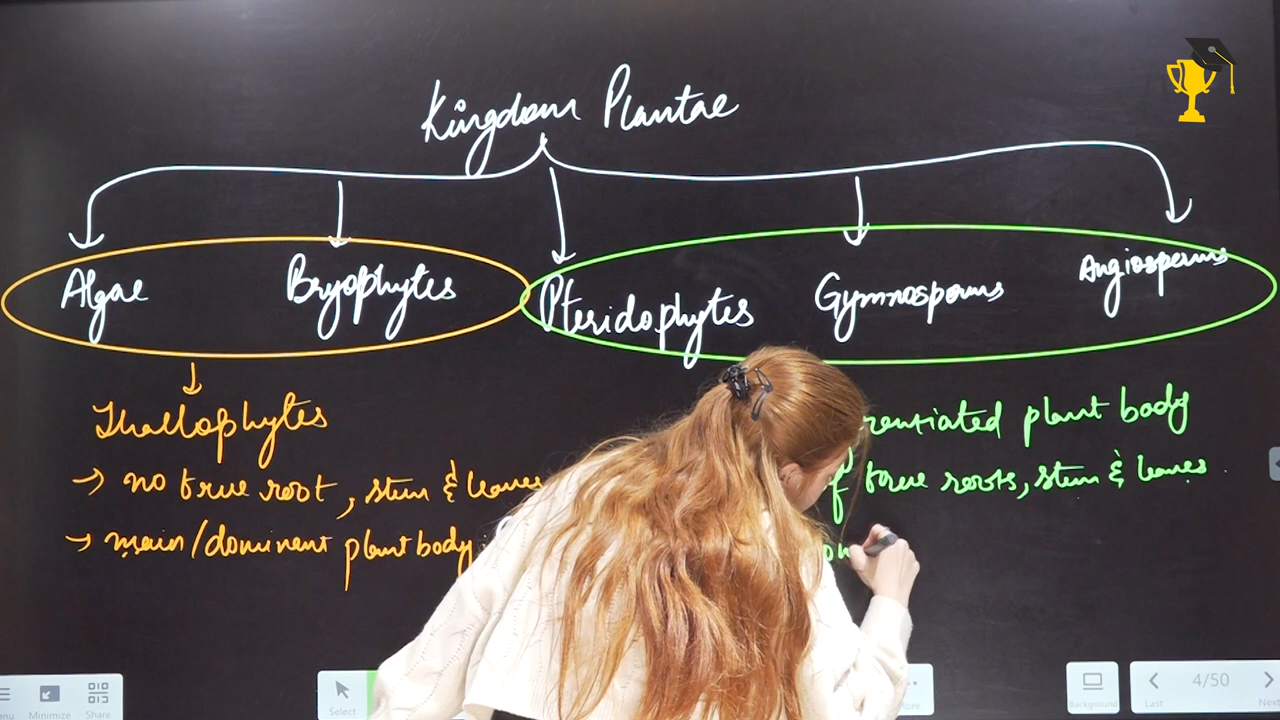 Kingdom Plantae
Algae Bryophytes Pteridophytes Gymnosperms Angiosperms
Thallophytes
→ no true root, stem & leaves
→ main/dominent plant body
rentiated plant body
f true roots, stem & leaves.
Minimize
Share
Select
Background
Last
4/50